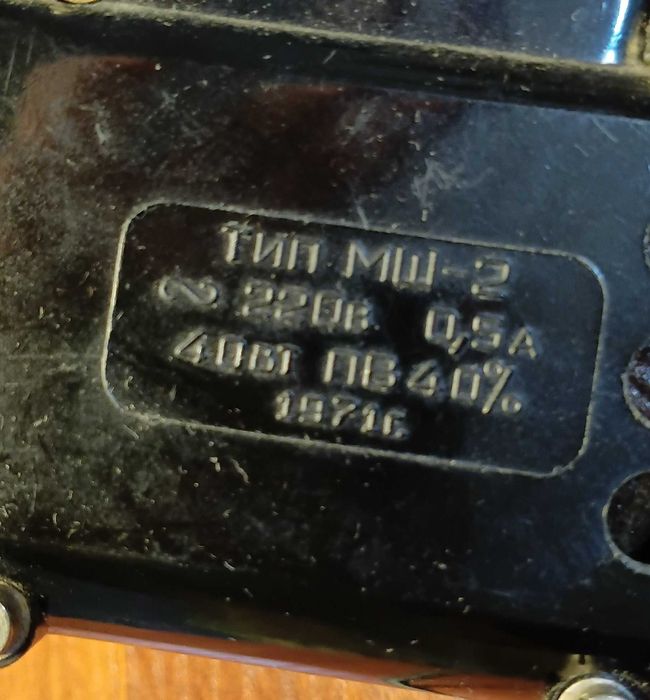 ТИП МШ-2
~ 220в 0,5А
40вт ПВ 40%
1971г.